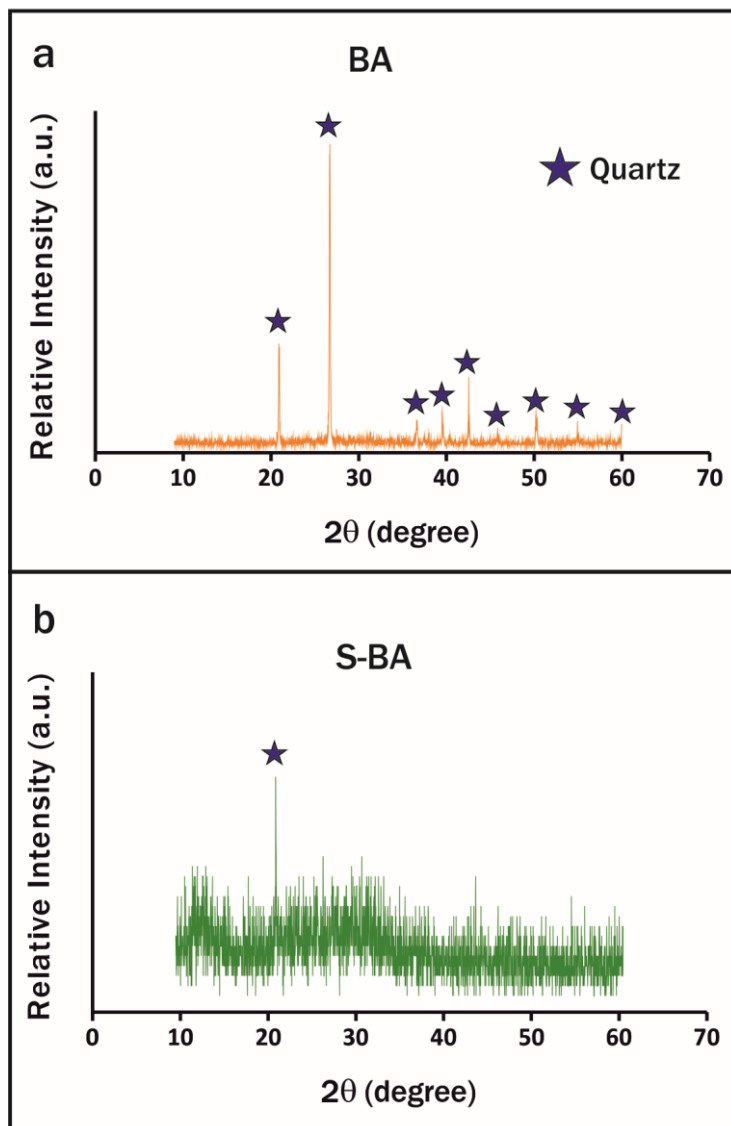 a
BA
Quartz
Relative Intensity (a.u.)
0 10 20 30 40 50 60 70
2θ (degree)
b
S-BA
Relative Intensity (a.u.)
0 10 20 30 40 50 60 70
2θ (degree)